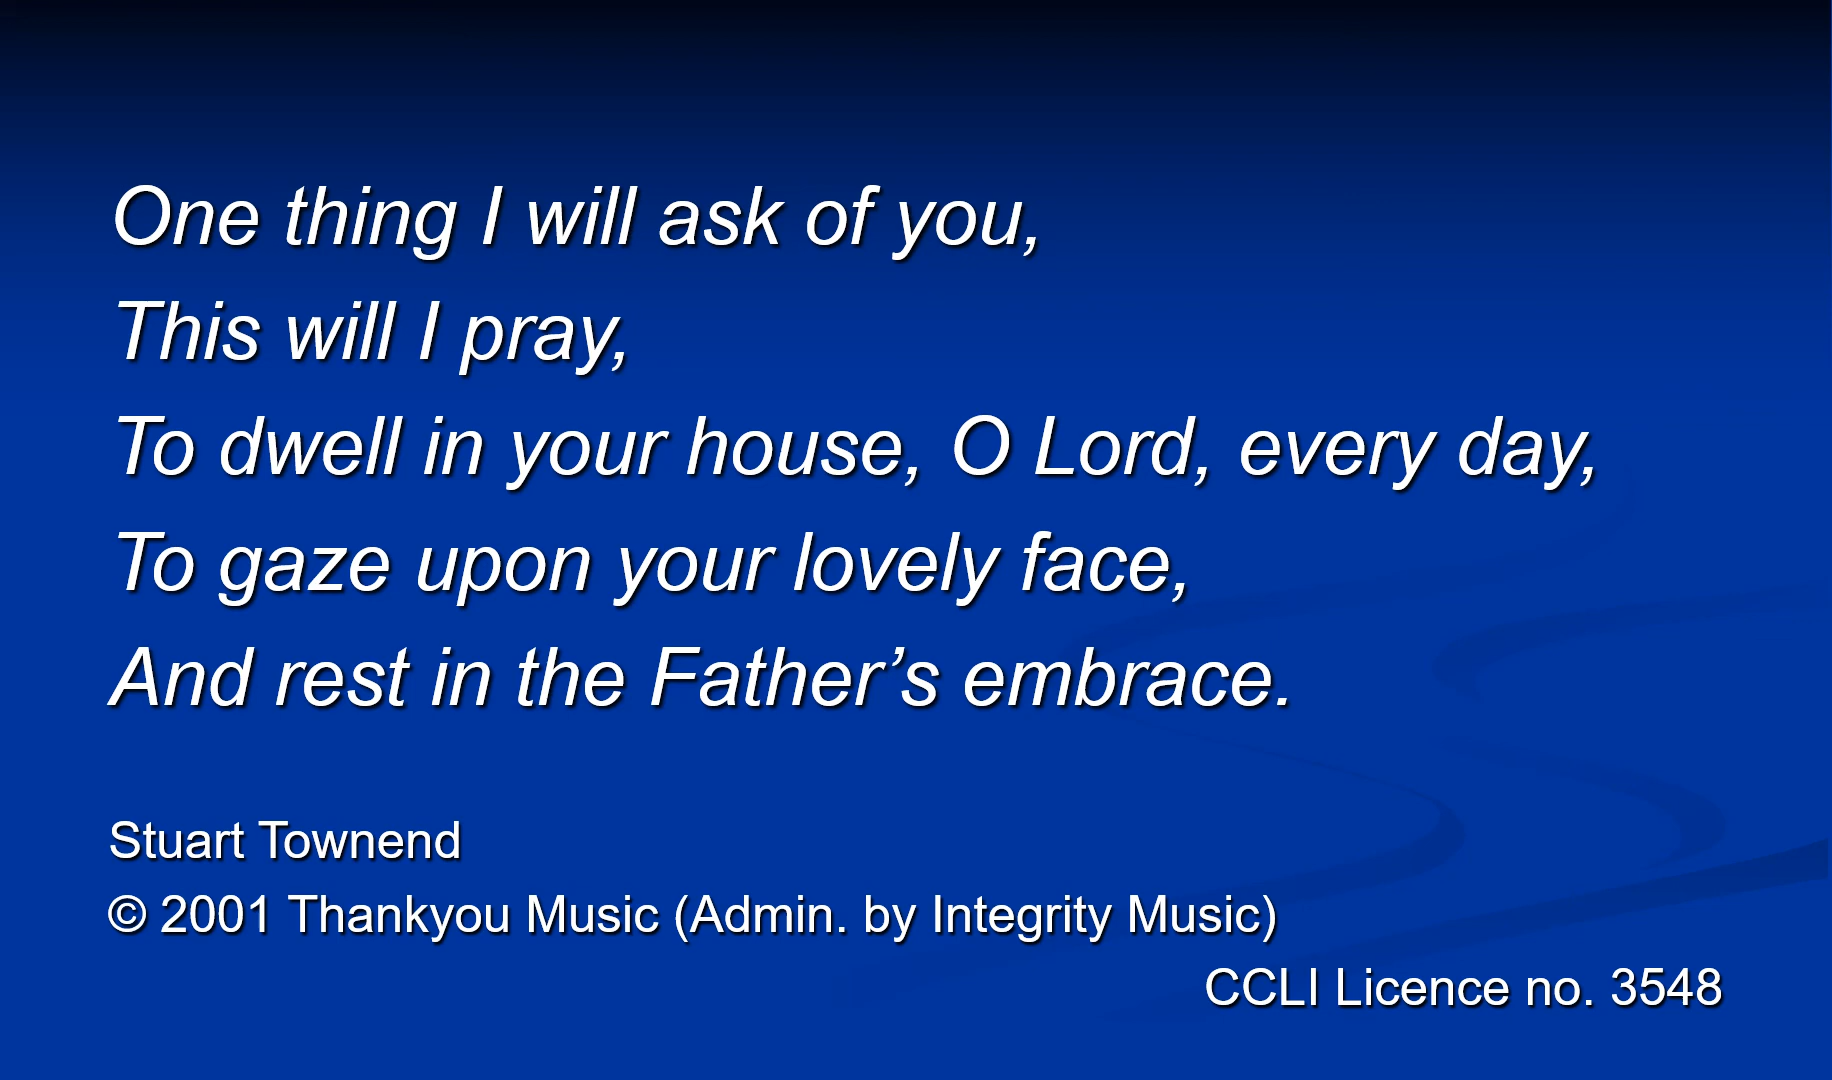 One thing I will ask of you,
This will I pray,
To dwell in your house, O Lord, every day,
To gaze upon your lovely face,
And rest in the Father’s embrace.
Stuart Townend
© 2001 Thankyou Music (Admin. by Integrity Music)
CCLI Licence no. 3548